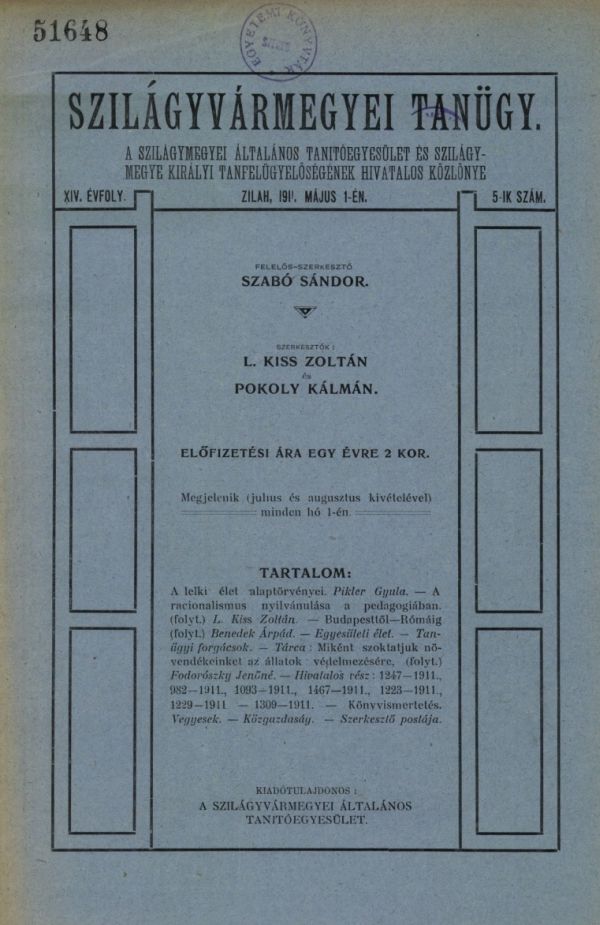 51648
EGYETEMI KÖNYVTÁR
SZILÁGYVÁRMEGYEI TANÜGY.
A SZILÁGYMEGYEI ÁLTALÁNOS TANITÓEGYESÜLET ÉS SZILÁGY-
MEGYE KIRÁLYI TANFELÜGYELŐSÉGÉNEK HIVATALOS KÖZLÖNYE
XIV. ÉVFOLY.
ZILAH, 1911. MÁJUS 1-ÉN.
5-IK SZÁM.
FELELŐS-SZERKESZTŐ
SZABÓ SÁNDOR.
SZERKESZTŐK :
L. KISS ZOLTÁN
ÉS
POKOLY KÁLMÁN.
ELŐFIZETÉSI ÁRA EGY ÉVRE 2 KOR.
Megjelenik (julius és augusztus kivételével)
minden hó 1-én.
TARTALOM:
A lelki élet alaptörvényei. Pikler Gyula. — A
racionalismus nyilvánulása a pedagogiában.
(folyt.) L. Kiss Zoltán. — Budapesttől—Rómáig
(folyt.) Benedek Árpád. — Egyesületi élet. — Tan-
ügyi forgácsok. — Tárca : Miként szoktatjuk nö-
vendékeinket az állatok védelmezésére, (folyt.)
Fodorószky Jenőné. — Hivatalos rész : 1247—1911.,
982—1911., 1093—1911., 1467—1911., 1223—1911.,
1229—1911 — 1309—1911. — Könyvismertetés.
Vegyesek. — Közgazdaság. — Szerkesztő postája.
KIADÓTULAJDONOS :
A SZILÁGYVÁRMEGYEI ÁLTALÁNOS
TANITÓEGYESÜLET.